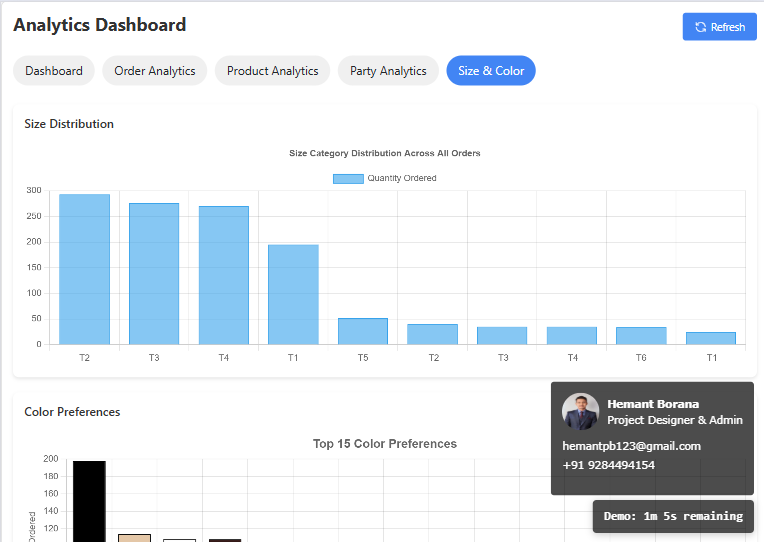 Analytics Dashboard
Refresh
Dashboard
Order Analytics
Product Analytics
Party Analytics
Size & Color
Size Distribution
Size Category Distribution Across All Orders
Quantity Ordered
300
250
200
150
100
50
0
T2 T3 T4 T1 T5 T2 T3 T4 T6 T1
Color Preferences
Top 15 Color Preferences
200
180
160
140
120
Ordered
Hemant Borana
Project Designer & Admin
hemantpb123@gmail.com
+91 9284494154
Demo: 1m 5s remaining